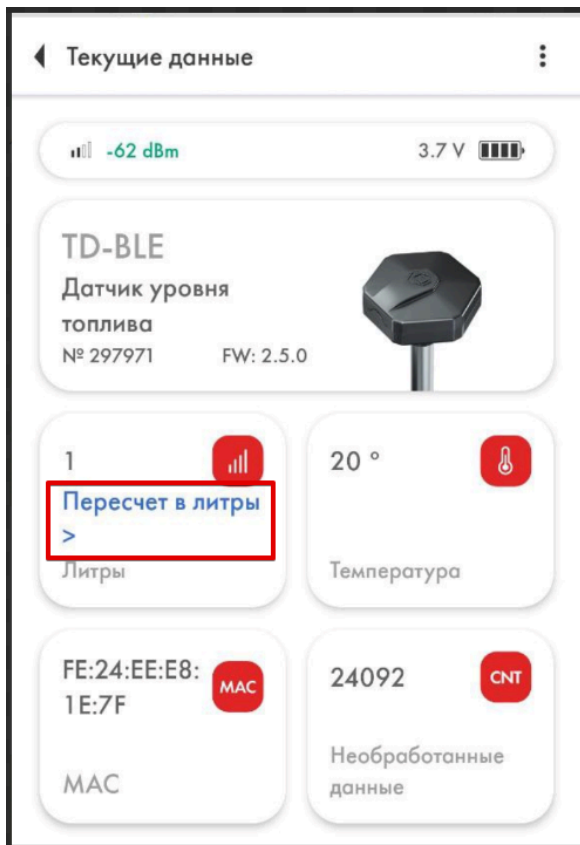 Текущие данные
-62 dBm 3.7 V
TD-BLE
Датчик уровня
топлива
№ 297971 FW: 2.5.0
1
Пересчет в литры
>
Литры
20 °
Температура
FE:24:EE:E8:
1E:7F
MAC
MAC
24092
CNT
Необработанные
данные